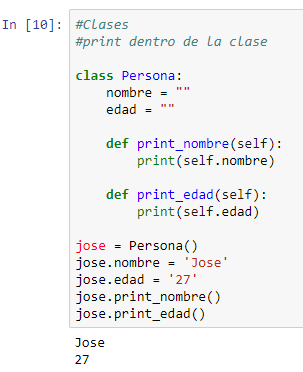 In [10]: #Clases
#print dentro de la clase
class Persona:
    nombre = ""
    edad = ""
    def print_nombre(self):
        print(self.nombre)
    def print_edad(self):
        print(self.edad)
jose = Persona()
jose.nombre = 'Jose'
jose.edad = '27'
jose.print_nombre()
jose.print_edad()
Jose
27